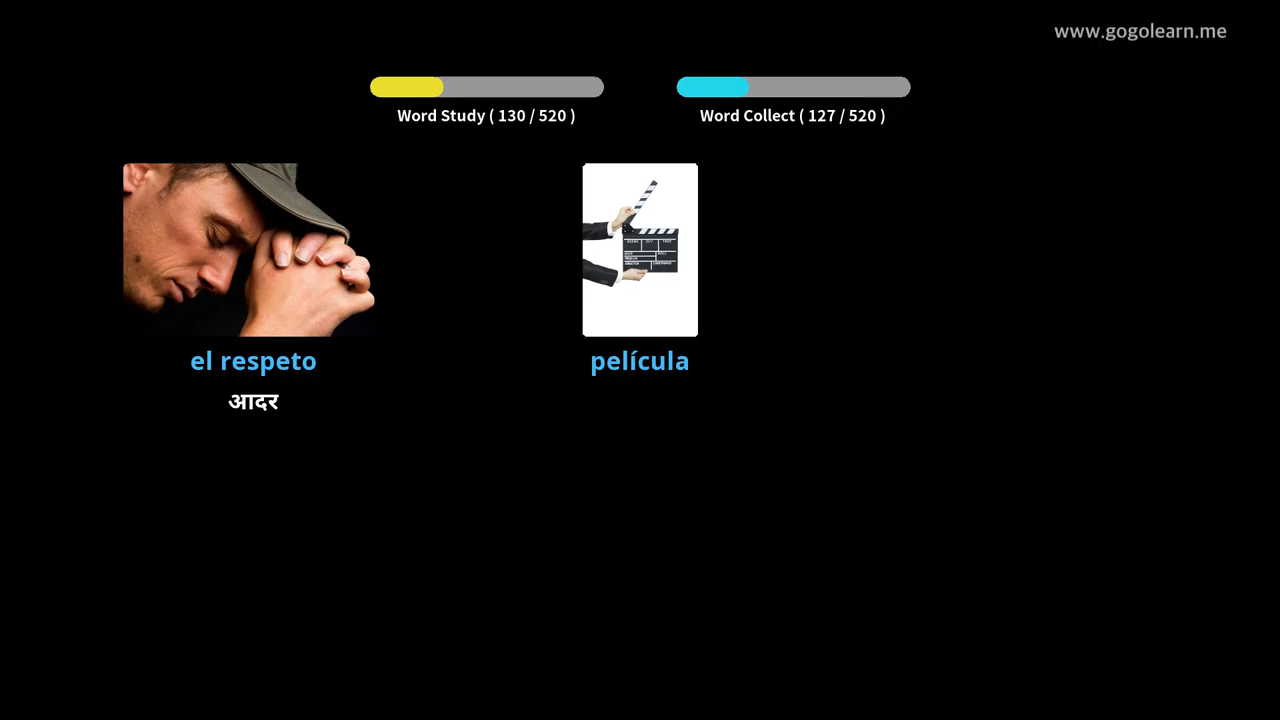 www.gogolearn.me
Word Study ( 130 / 520 )
Word Collect ( 127 / 520 )
el respeto
película
आदर